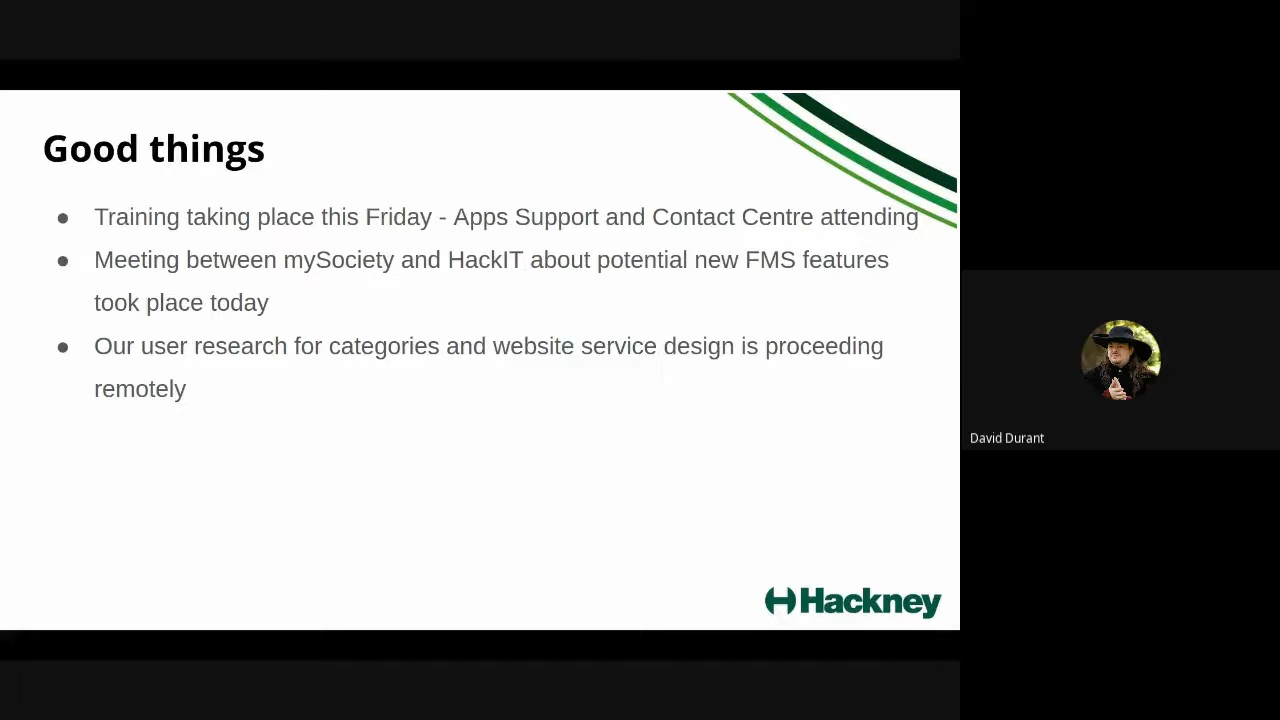 Good things
● Training taking place this Friday - Apps Support and Contact Centre attending
● Meeting between mySociety and HackIT about potential new FMS features
took place today
● Our user research for categories and website service design is proceeding
remotely
David Durant
Hackney